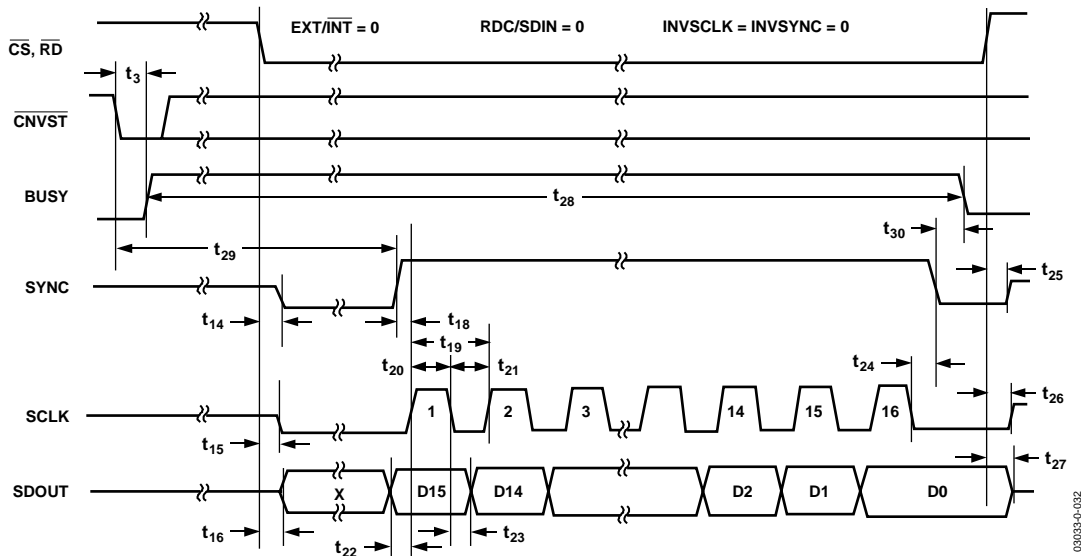 EXT/INT = 0 RDC/SDIN = 0 INVSCLK = INVSYNC = 0
CS, RD
t3
CNVST
BUSY
t28
t30
t29
t25
SYNC
t14
t18
t19
t20 t21
t24
t26
SCLK
1 2 3 14 15 16
t15
t27
SDOUT
X D15 D14 D2 D1 D0
t16
t22
t23
03033-0-032